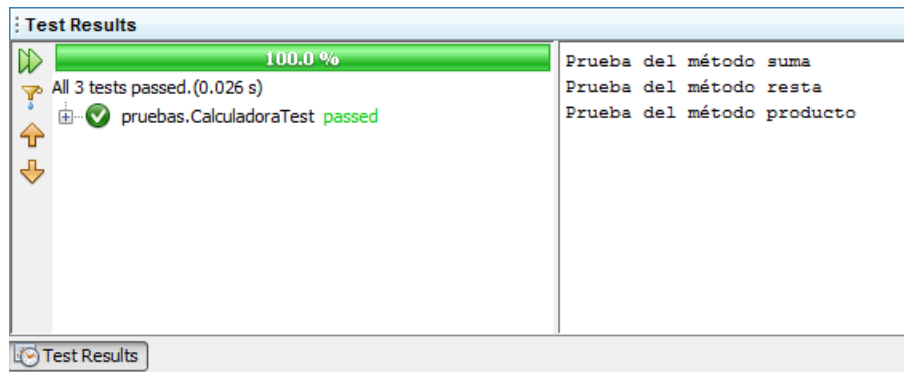 Test Results
100.0 %
All 3 tests passed.(0.026 s)
pruebas.CalculadoraTest passed
Prueba del método suma
Prueba del método resta
Prueba del método producto
Test Results